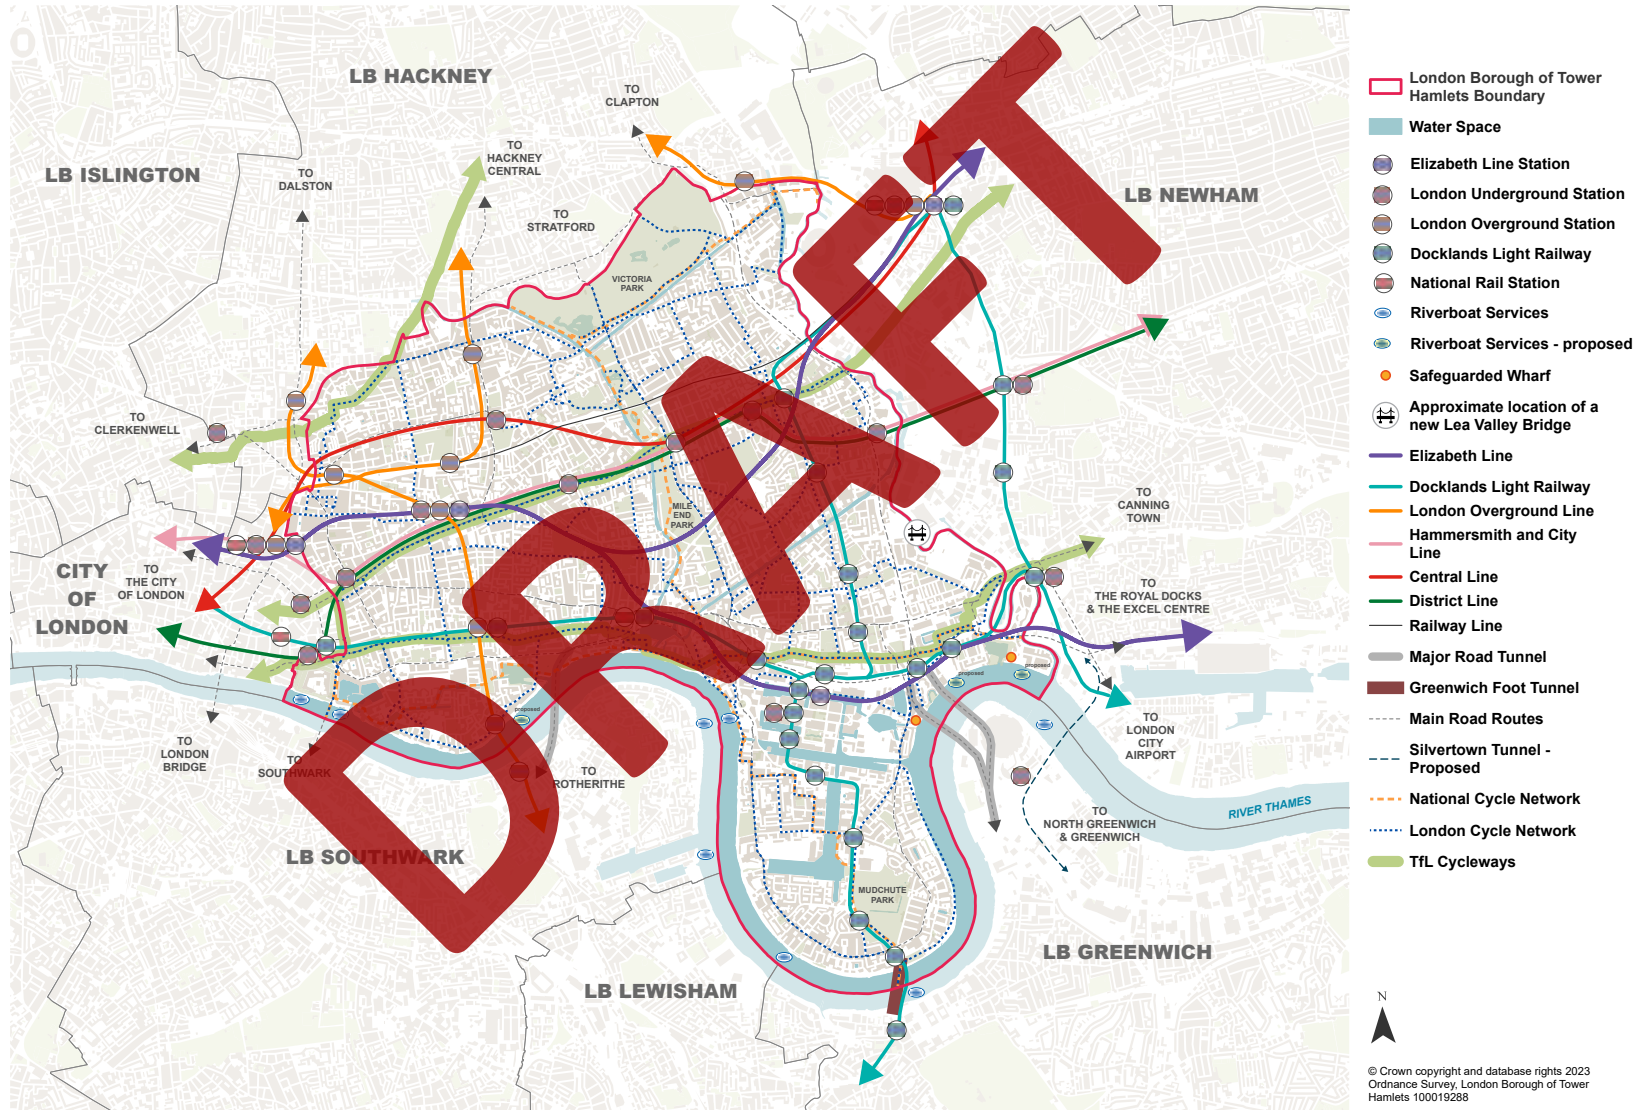 LB HACKNEY
TO
CLAPTON
LB ISLINGTON
TO
DALSTON
TO
HACKNEY
CENTRAL
TO
STRATFORD
LB NEWHAM
VICTORIA
PARK
TO
CLERKENWELL
MILE
END
PARK
TO
CANNING
TOWN
CITY
OF
LONDON
TO
THE CITY
OF LONDON
TO
THE ROYAL DOCKS
& THE EXCEL CENTRE
proposed
proposed
proposed
TO
LONDON
BRIDGE
TO
SOUTHWARK
TO
ROTHERITHE
TO
LONDON
CITY
AIRPORT
RIVER THAMES
TO
NORTH GREENWICH
& GREENWICH
LB SOUTHWARK
MUDCHUTE
PARK
LB GREENWICH
LB LEWISHAM
DRAFT
London Borough of Tower
Hamlets Boundary
Water Space
Elizabeth Line Station
London Underground Station
London Overground Station
Docklands Light Railway
National Rail Station
Riverboat Services
Riverboat Services - proposed
Safeguarded Wharf
Approximate location of a
new Lea Valley Bridge
Elizabeth Line
Docklands Light Railway
London Overground Line
Hammersmith and City
Line
Central Line
District Line
Railway Line
Major Road Tunnel
Greenwich Foot Tunnel
Main Road Routes
Silvertown Tunnel -
Proposed
National Cycle Network
London Cycle Network
TfL Cycleways
N
© Crown copyright and database rights 2023
Ordnance Survey, London Borough of Tower
Hamlets 100019288